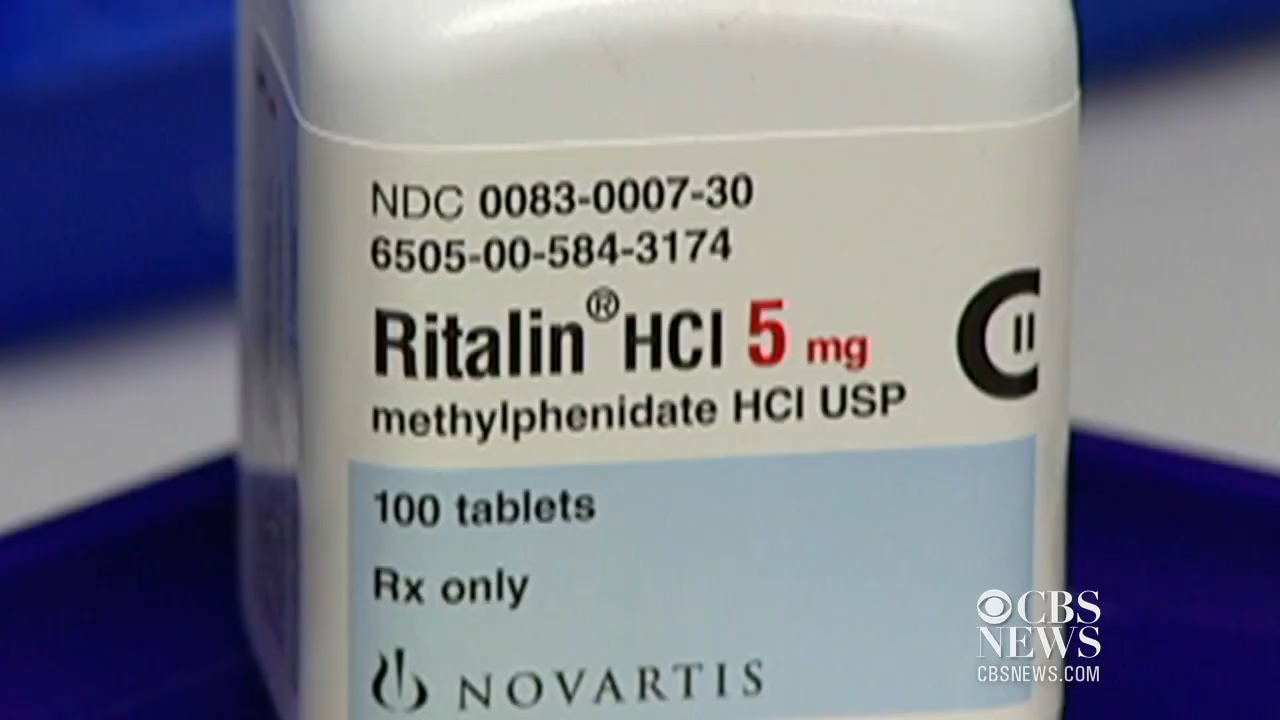 NDC 0083-0007-30
6505-00-584-3174
Ritalin® HCl 5 mg
CII
methylphenidate HCl USP
100 tablets
Rx only
NOVARTIS
CBS
NEWS
CBSNEWS.COM